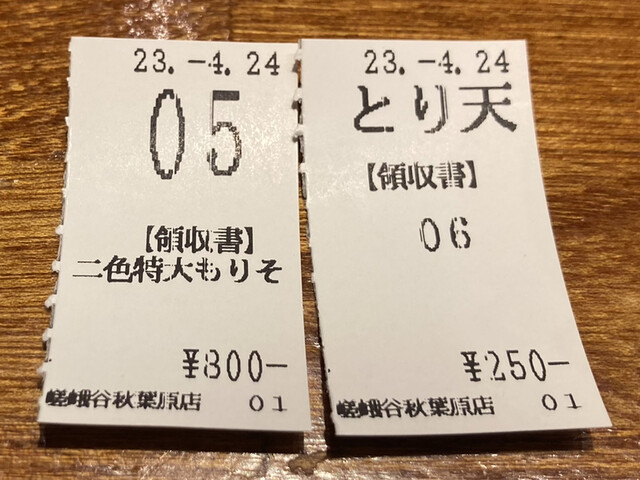 23.-4.24
05
【領収書】
二色特大もりそ
¥800-
嵯峨谷秋葉原店 01
23.-4.24
とり天
【領収書】
06
¥250-
嵯峨谷秋葉原店 01